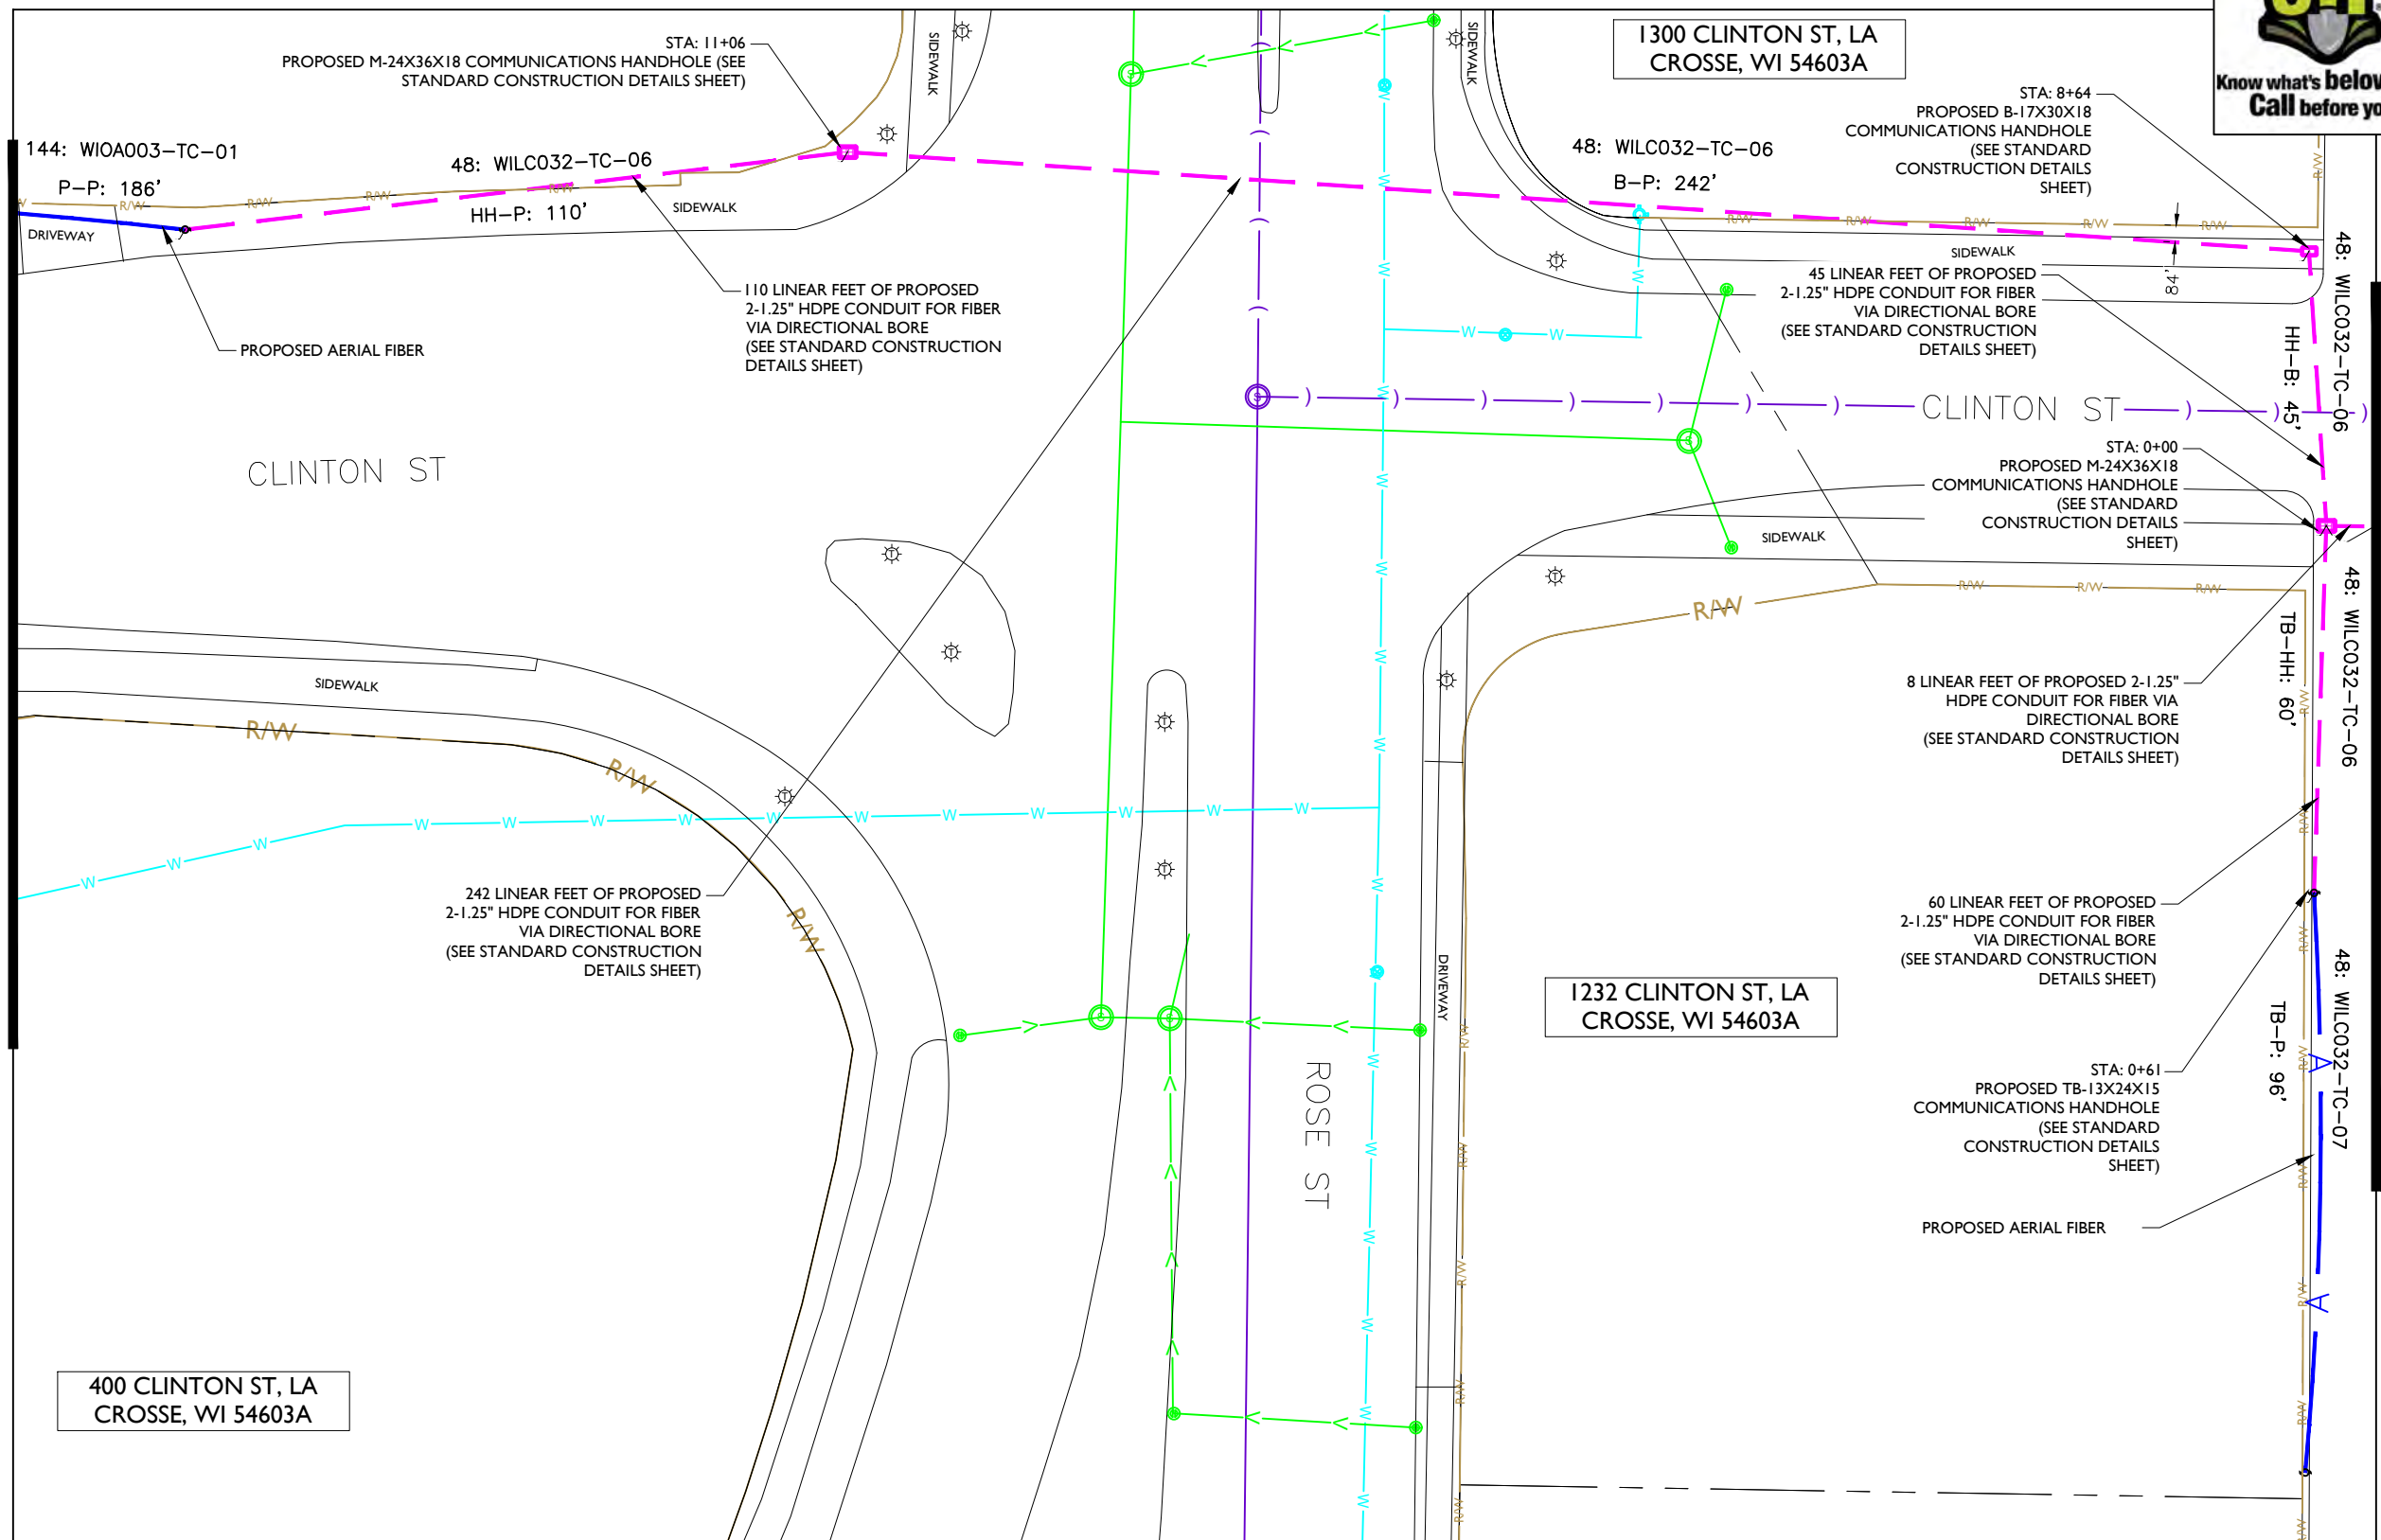 STA: 11+06
PROPOSED M-24X36X18 COMMUNICATIONS HANDHOLE (SEE
STANDARD CONSTRUCTION DETAILS SHEET)
SIDEWALK
SIDEWALK
1300 CLINTON ST, LA
CROSSE, WI 54603A
Know what's below
Call before yo
STA: 8+64
PROPOSED B-17X30X18
COMMUNICATIONS HANDHOLE
(SEE STANDARD
CONSTRUCTION DETAILS
SHEET)
144: WIOA003-TC-01
P-P: 186'
48: WILC032-TC-06
HH-P: 110'
SIDEWALK
DRIVEWAY
48: WILC032-TC-06
B-P: 242'
SIDEWALK
84'
110 LINEAR FEET OF PROPOSED
2-1.25" HDPE CONDUIT FOR FIBER
VIA DIRECTIONAL BORE
(SEE STANDARD CONSTRUCTION
DETAILS SHEET)
PROPOSED AERIAL FIBER
45 LINEAR FEET OF PROPOSED
2-1.25" HDPE CONDUIT FOR FIBER
VIA DIRECTIONAL BORE
(SEE STANDARD CONSTRUCTION
DETAILS SHEET)
48: WILC032-TC-06
HH-B: 45'
CLINTON ST
CLINTON ST
STA: 0+00
PROPOSED M-24X36X18
COMMUNICATIONS HANDHOLE
(SEE STANDARD
CONSTRUCTION DETAILS
SHEET)
SIDEWALK
R/W
48: WILC032-TC-06
TB-HH: 60'
8 LINEAR FEET OF PROPOSED 2-1.25"
HDPE CONDUIT FOR FIBER VIA
DIRECTIONAL BORE
(SEE STANDARD CONSTRUCTION
DETAILS SHEET)
SIDEWALK
R/W
R/W
R/W
242 LINEAR FEET OF PROPOSED
2-1.25" HDPE CONDUIT FOR FIBER
VIA DIRECTIONAL BORE
(SEE STANDARD CONSTRUCTION
DETAILS SHEET)
60 LINEAR FEET OF PROPOSED
2-1.25" HDPE CONDUIT FOR FIBER
VIA DIRECTIONAL BORE
(SEE STANDARD CONSTRUCTION
DETAILS SHEET)
DRIVEWAY
1232 CLINTON ST, LA
CROSSE, WI 54603A
48: WILC032-TC-07
TB-P: 96'
ROSE ST
STA: 0+61
PROPOSED TB-13X24X15
COMMUNICATIONS HANDHOLE
(SEE STANDARD
CONSTRUCTION DETAILS
SHEET)
PROPOSED AERIAL FIBER
A
A
400 CLINTON ST, LA
CROSSE, WI 54603A